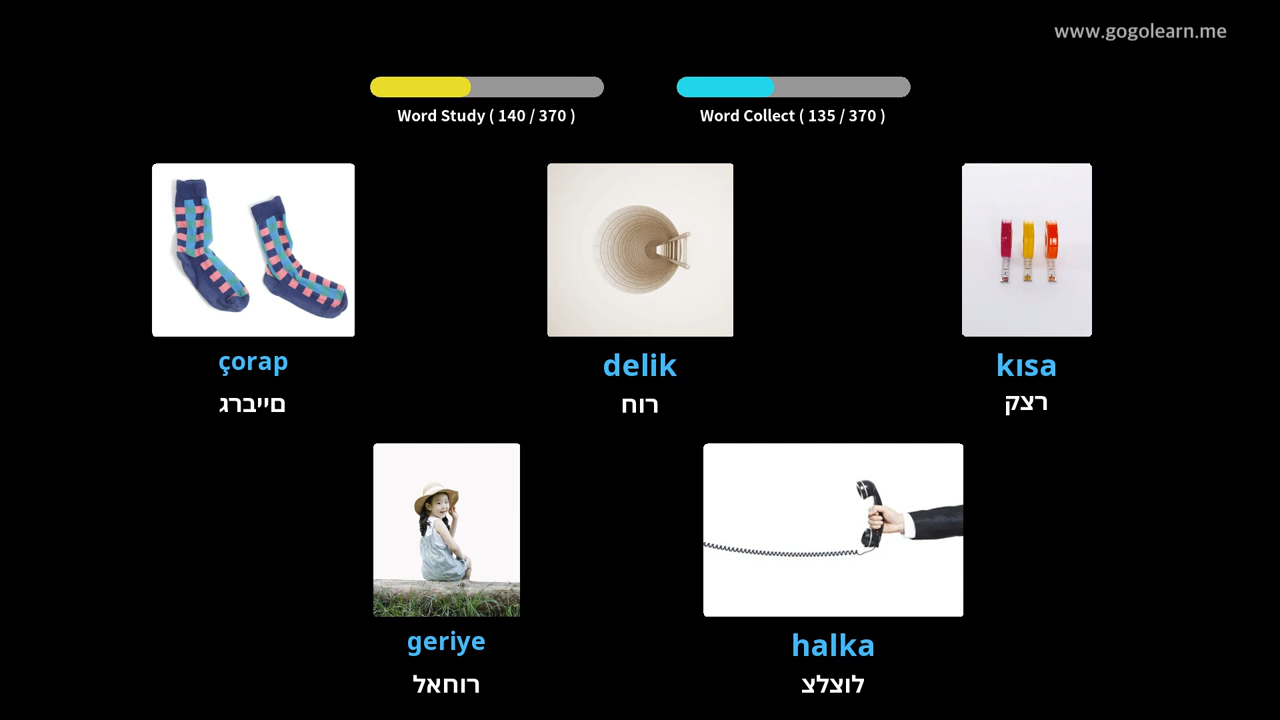 www.gogolearn.me
Word Study ( 140 / 370 )
Word Collect ( 135 / 370 )
çorap
גרביים
delik
חור
kısa
קצר
geriye
לאחור
halka
צלצול